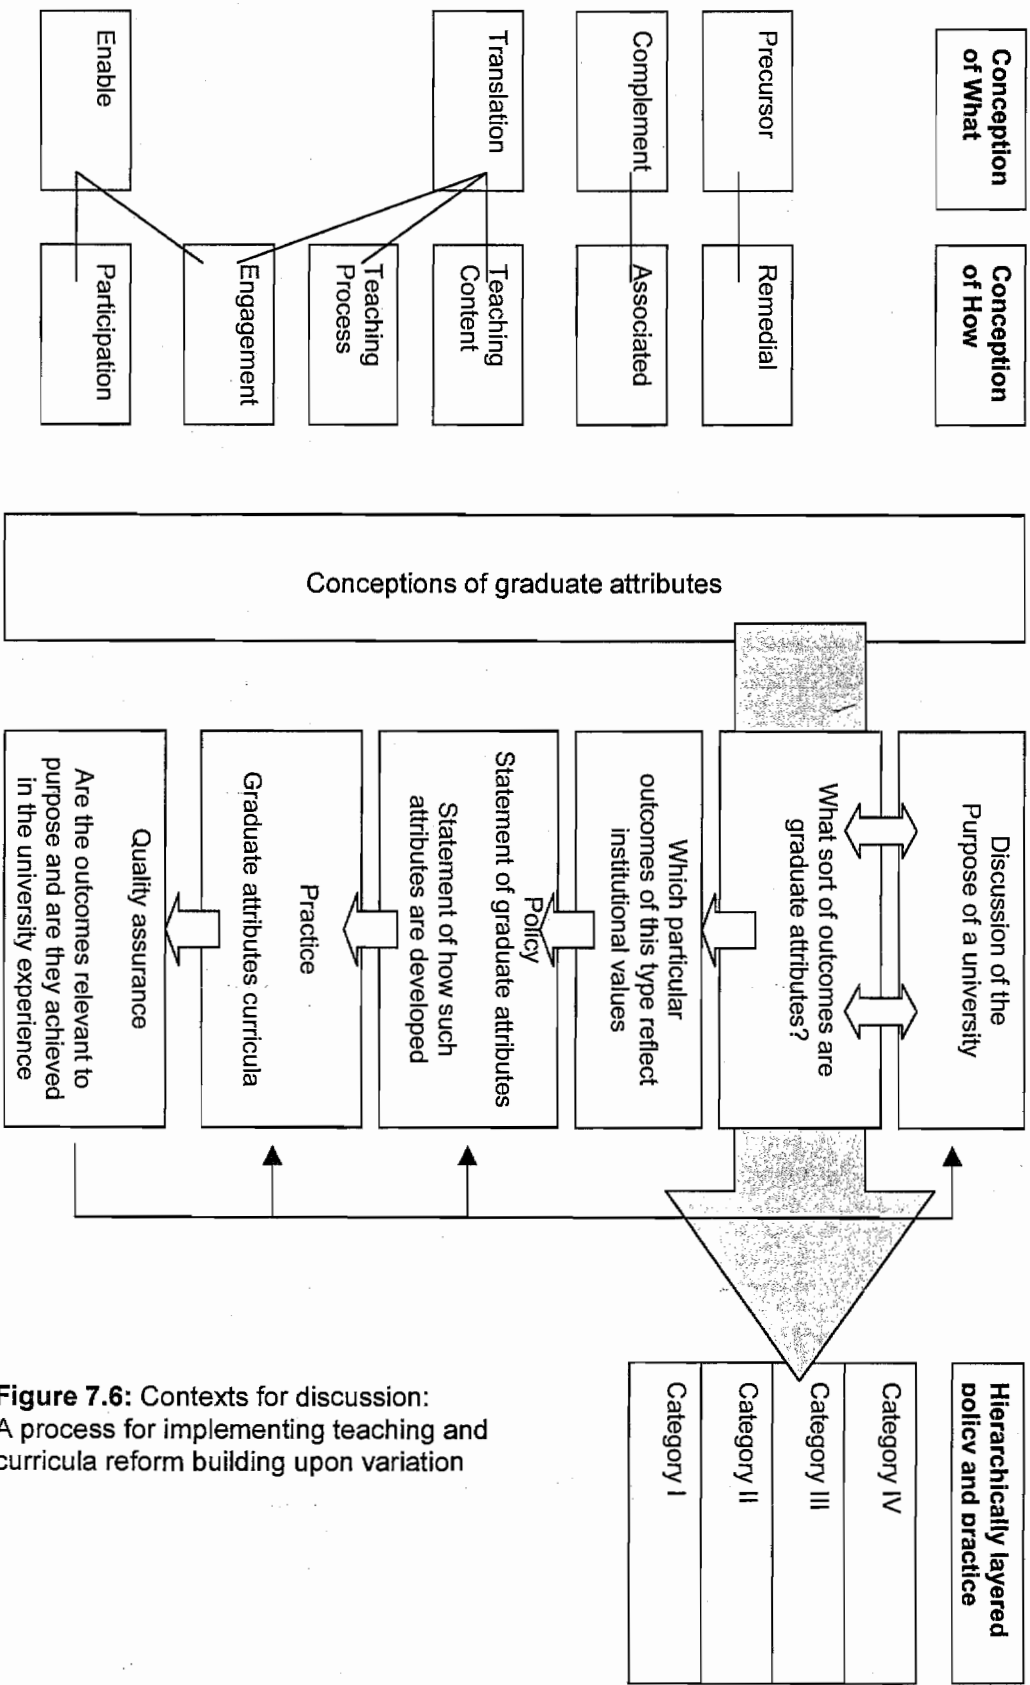 Conception
of What
Conception
of How
Precursor
Remedial
Complement
Associated
Translation
Teaching
Content
Teaching
Process
Engagement
Enable
Participation
Conceptions of graduate attributes
Discussion of the
Purpose of a university
What sort of outcomes are
graduate attributes?
Which particular
outcomes of this type reflect
institutional values
Policy
Statement of graduate attributes
Statement of how such
attributes are developed
Practice
Graduate attributes curricula
Quality assurance
Are the outcomes relevant to
purpose and are they achieved
in the university experience
Hierarchically layered
policy and practice
Category IV
Category III
Category II
Category I
Figure 7.6: Contexts for discussion:
A process for implementing teaching and
curricula reform building upon variation